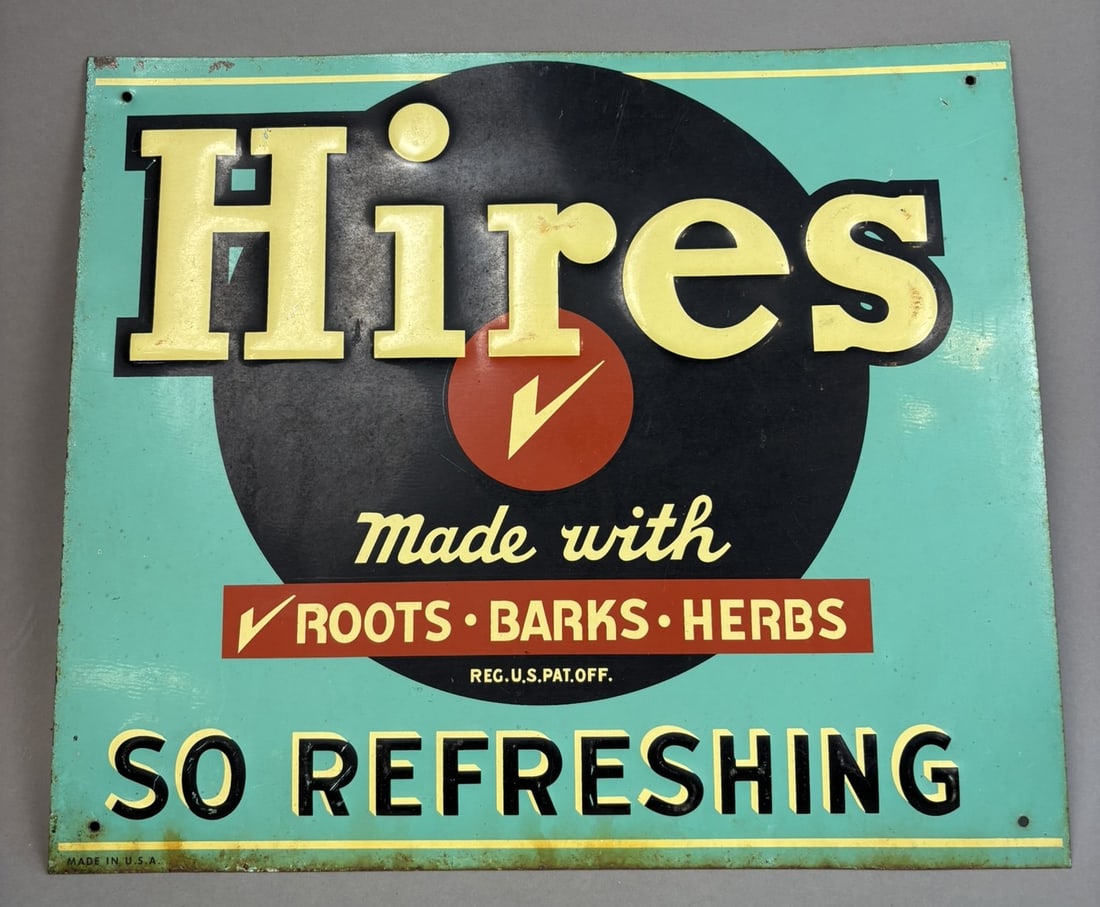 Hires
made with
ROOTS • BARKS • HERBS
REG.U.S.PAT.OFF.
SO REFRESHING
MADE IN U.S.A.